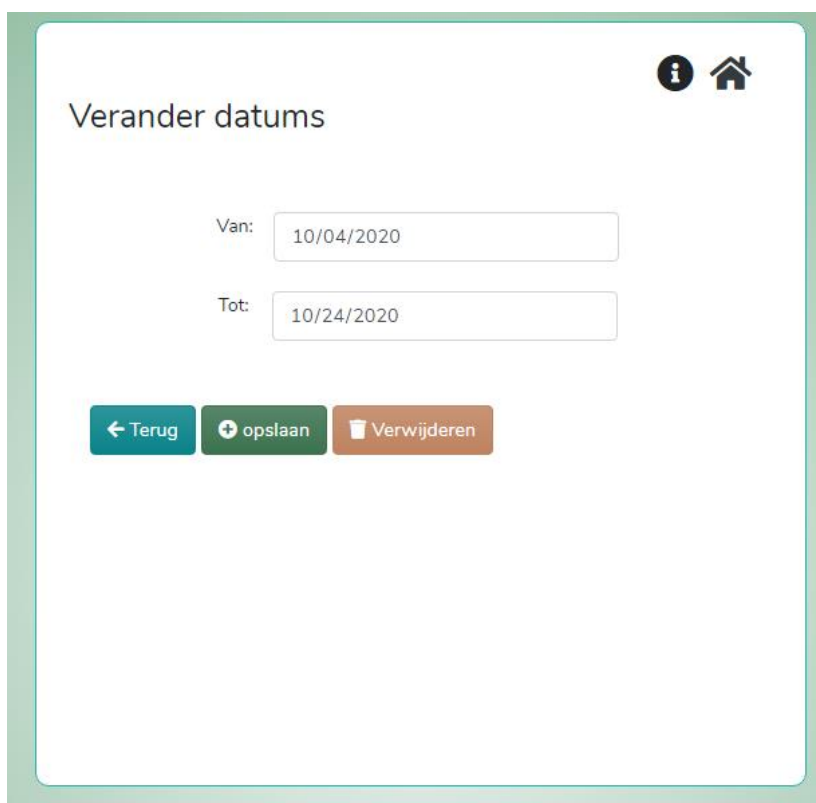 Verander datums
Van: 10/04/2020
Tot: 10/24/2020
Terug opslaan Verwijderen